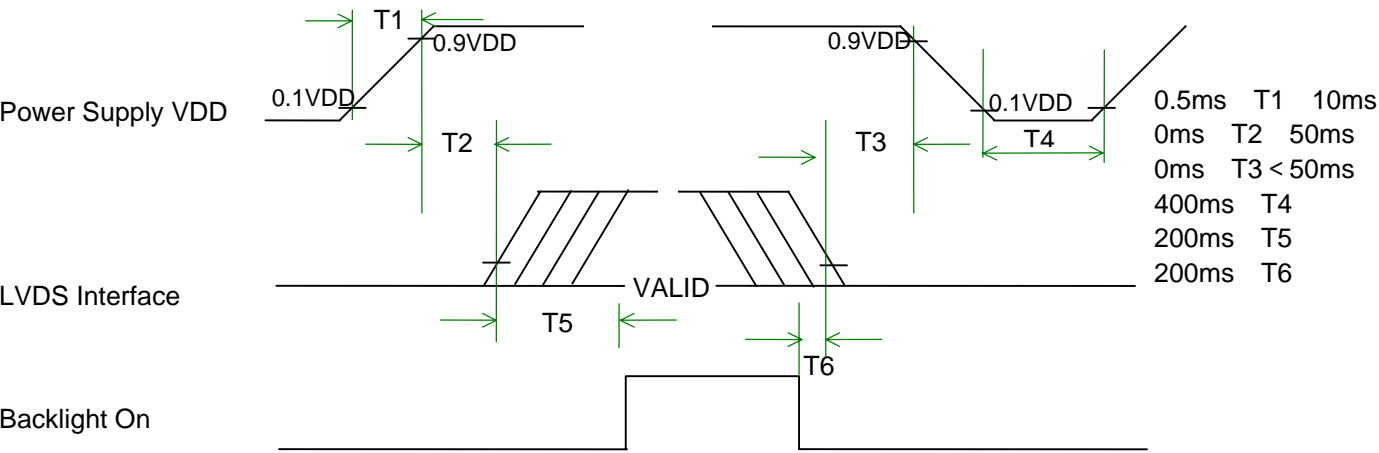 T1
0.9VDD
0.9VDD
Power Supply VDD
0.1VDD
0.1VDD
T2
T3
T4
0.5ms T1 10ms
0ms T2 50ms
0ms T3 < 50ms
400ms T4
200ms T5
200ms T6
LVDS Interface
VALID
T5
T6
Backlight On